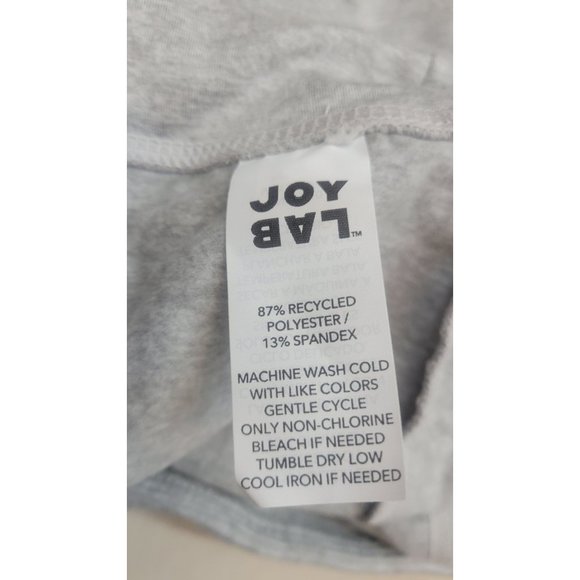 JOY
LAB™
87% RECYCLED
POLYESTER /
13% SPANDEX
MACHINE WASH COLD
WITH LIKE COLORS
GENTLE CYCLE
ONLY NON-CHLORINE
BLEACH IF NEEDED
TUMBLE DRY LOW
COOL IRON IF NEEDED